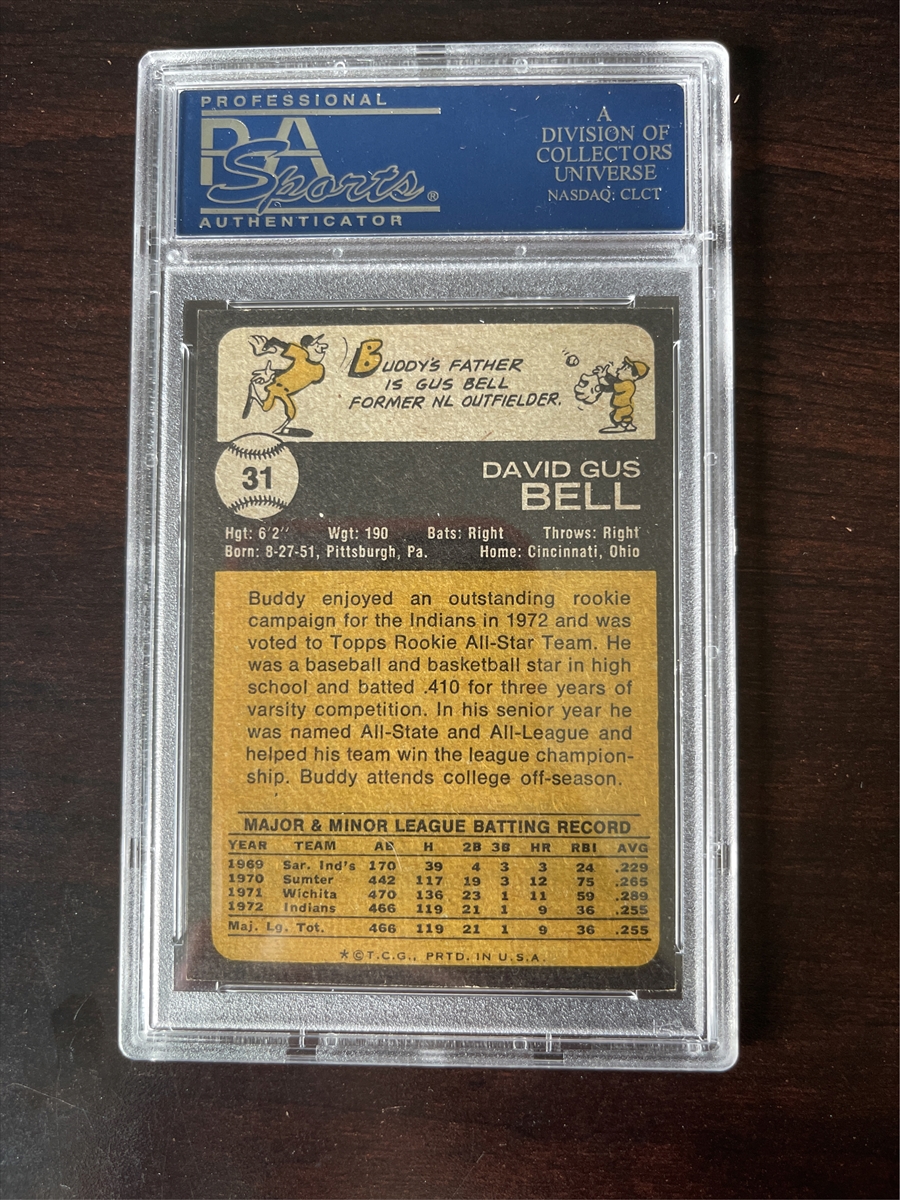 PROFESSIONAL
PSA
Sports®
AUTHENTICATOR
A
DIVISION OF
COLLECTORS
UNIVERSE
NASDAQ: CLCT
BUDDY'S FATHER
IS GUS BELL
FORMER NL OUTFIELDER.
31
DAVID GUS
BELL
Hgt: 6'2" Wgt: 190 Bats: Right Throws: Right
Born: 8-27-51, Pittsburgh, Pa. Home: Cincinnati, Ohio
Buddy enjoyed an outstanding rookie
campaign for the Indians in 1972 and was
voted to Topps Rookie All-Star Team. He
was a baseball and basketball star in high
school and batted .410 for three years of
varsity competition. In his senior year he
was named All-State and All-League and
helped his team win the league champion-
ship. Buddy attends college off-season.
MAJOR & MINOR LEAGUE BATTING RECORD
YEAR TEAM AB H 2B 3B HR RBI AVG
1969 Sar. Ind's 170 39 4 3 3 24 .229
1970 Sumter 442 117 19 3 12 75 .265
1971 Wichita 470 136 23 1 11 59 .289
1972 Indians 466 119 21 1 9 36 .255
Maj. Lg. Tot. 466 119 21 1 9 36 .255
*©T.C.G., PRTD. IN U.S.A.